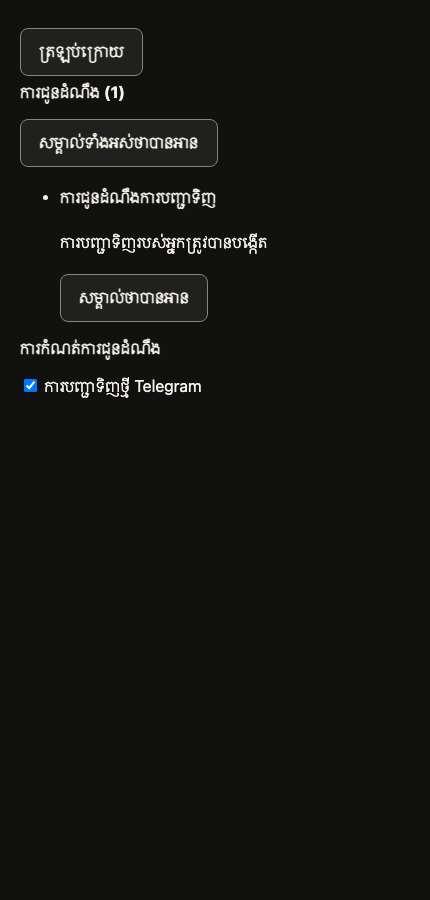 ត្រឡប់ក្រោយ
ការជូនដំណឹង (1)
សម្គាល់ទាំងអស់ថាបានអាន
ការជូនដំណឹងការបញ្ជាទិញ
ការបញ្ជាទិញរបស់អ្នកត្រូវបានបង្កើត
សម្គាល់ថាបានអាន
ការកំណត់ការជូនដំណឹង
ការបញ្ជាទិញថ្មី Telegram